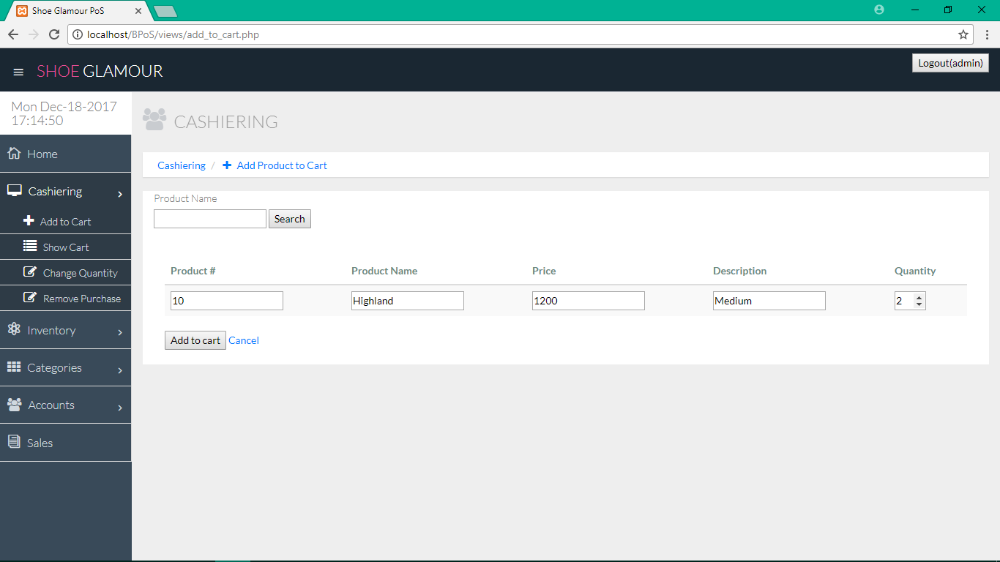 Shoe Glamour PoS
localhost/BPoS/views/add_to_cart.php
SHOE GLAMOUR
Logout(admin)
Mon Dec-18-2017
17:14:50
Home
Cashiering
Add to Cart
Show Cart
Change Quantity
Remove Purchase
Inventory
Categories
Accounts
Sales
CASHIERING
Cashiering / Add Product to Cart
Product Name
Search
Product # Product Name Price Description Quantity
10 Highland 1200 Medium 2
Add to cart Cancel